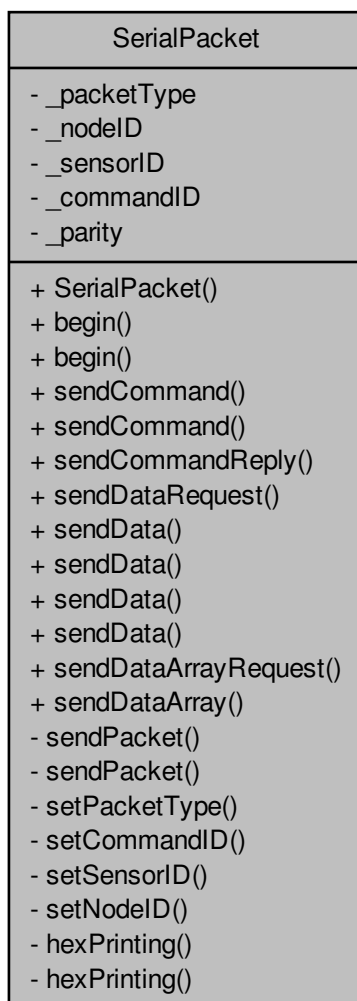 SerialPacket
- _packetType
- _nodeID
- _sensorID
- _commandID
- _parity
+ SerialPacket()
+ begin()
+ begin()
+ sendCommand()
+ sendCommand()
+ sendCommandReply()
+ sendDataRequest()
+ sendData()
+ sendData()
+ sendData()
+ sendData()
+ sendDataArrayRequest()
+ sendDataArray()
- sendPacket()
- sendPacket()
- setPacketType()
- setCommandID()
- setSensorID()
- setNodeID()
- hexPrinting()
- hexPrinting()